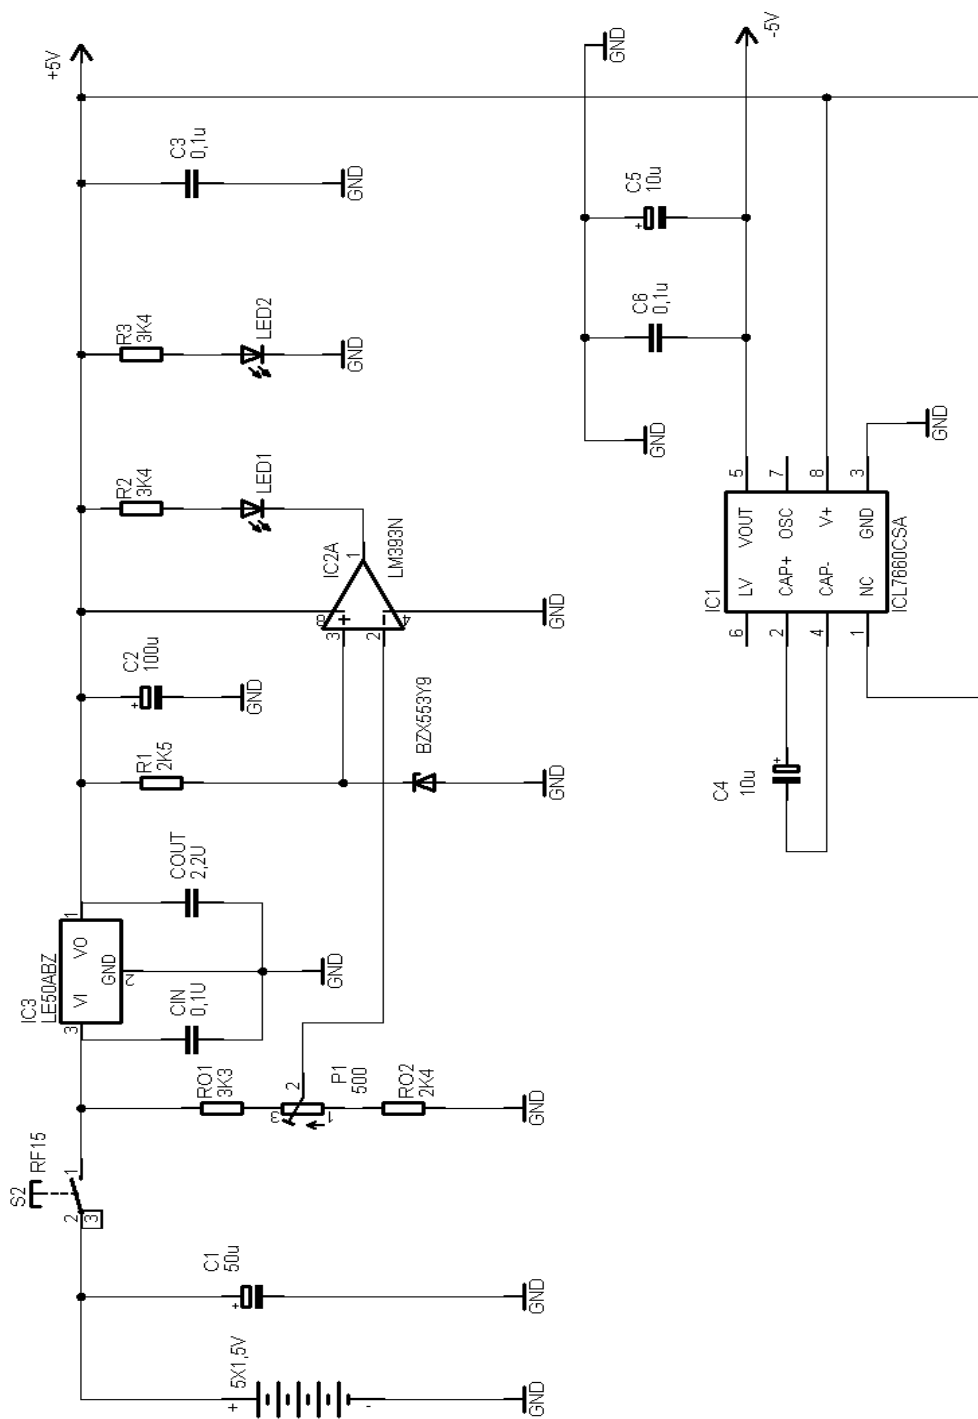 +
5X1,5V
-
GND
C1
50u
+
GND
S2
RF15
2
3
1
RO1
3K3
3
2
1
P1
500
RO2
2K4
GND
IC3
LE50ABZ
3
VI
VO
1
GND
2
CIN
0,1U
COUT
2,2U
GND
R1
2K5
BZX553Y9
GND
C2
100u
+
GND
IC2A
3
2
8
4
1
LM393N
GND
R2
3K4
LED1
R3
3K4
LED2
GND
C3
0,1u
GND
+5V
C4
10u
+
IC1
6
LV
VOUT
5
2
CAP+
OSC
7
4
CAP-
V+
8
1
NC
GND
3
ICL7660CSA
GND
GND
C6
0,1u
C5
10u
+
GND
-5V